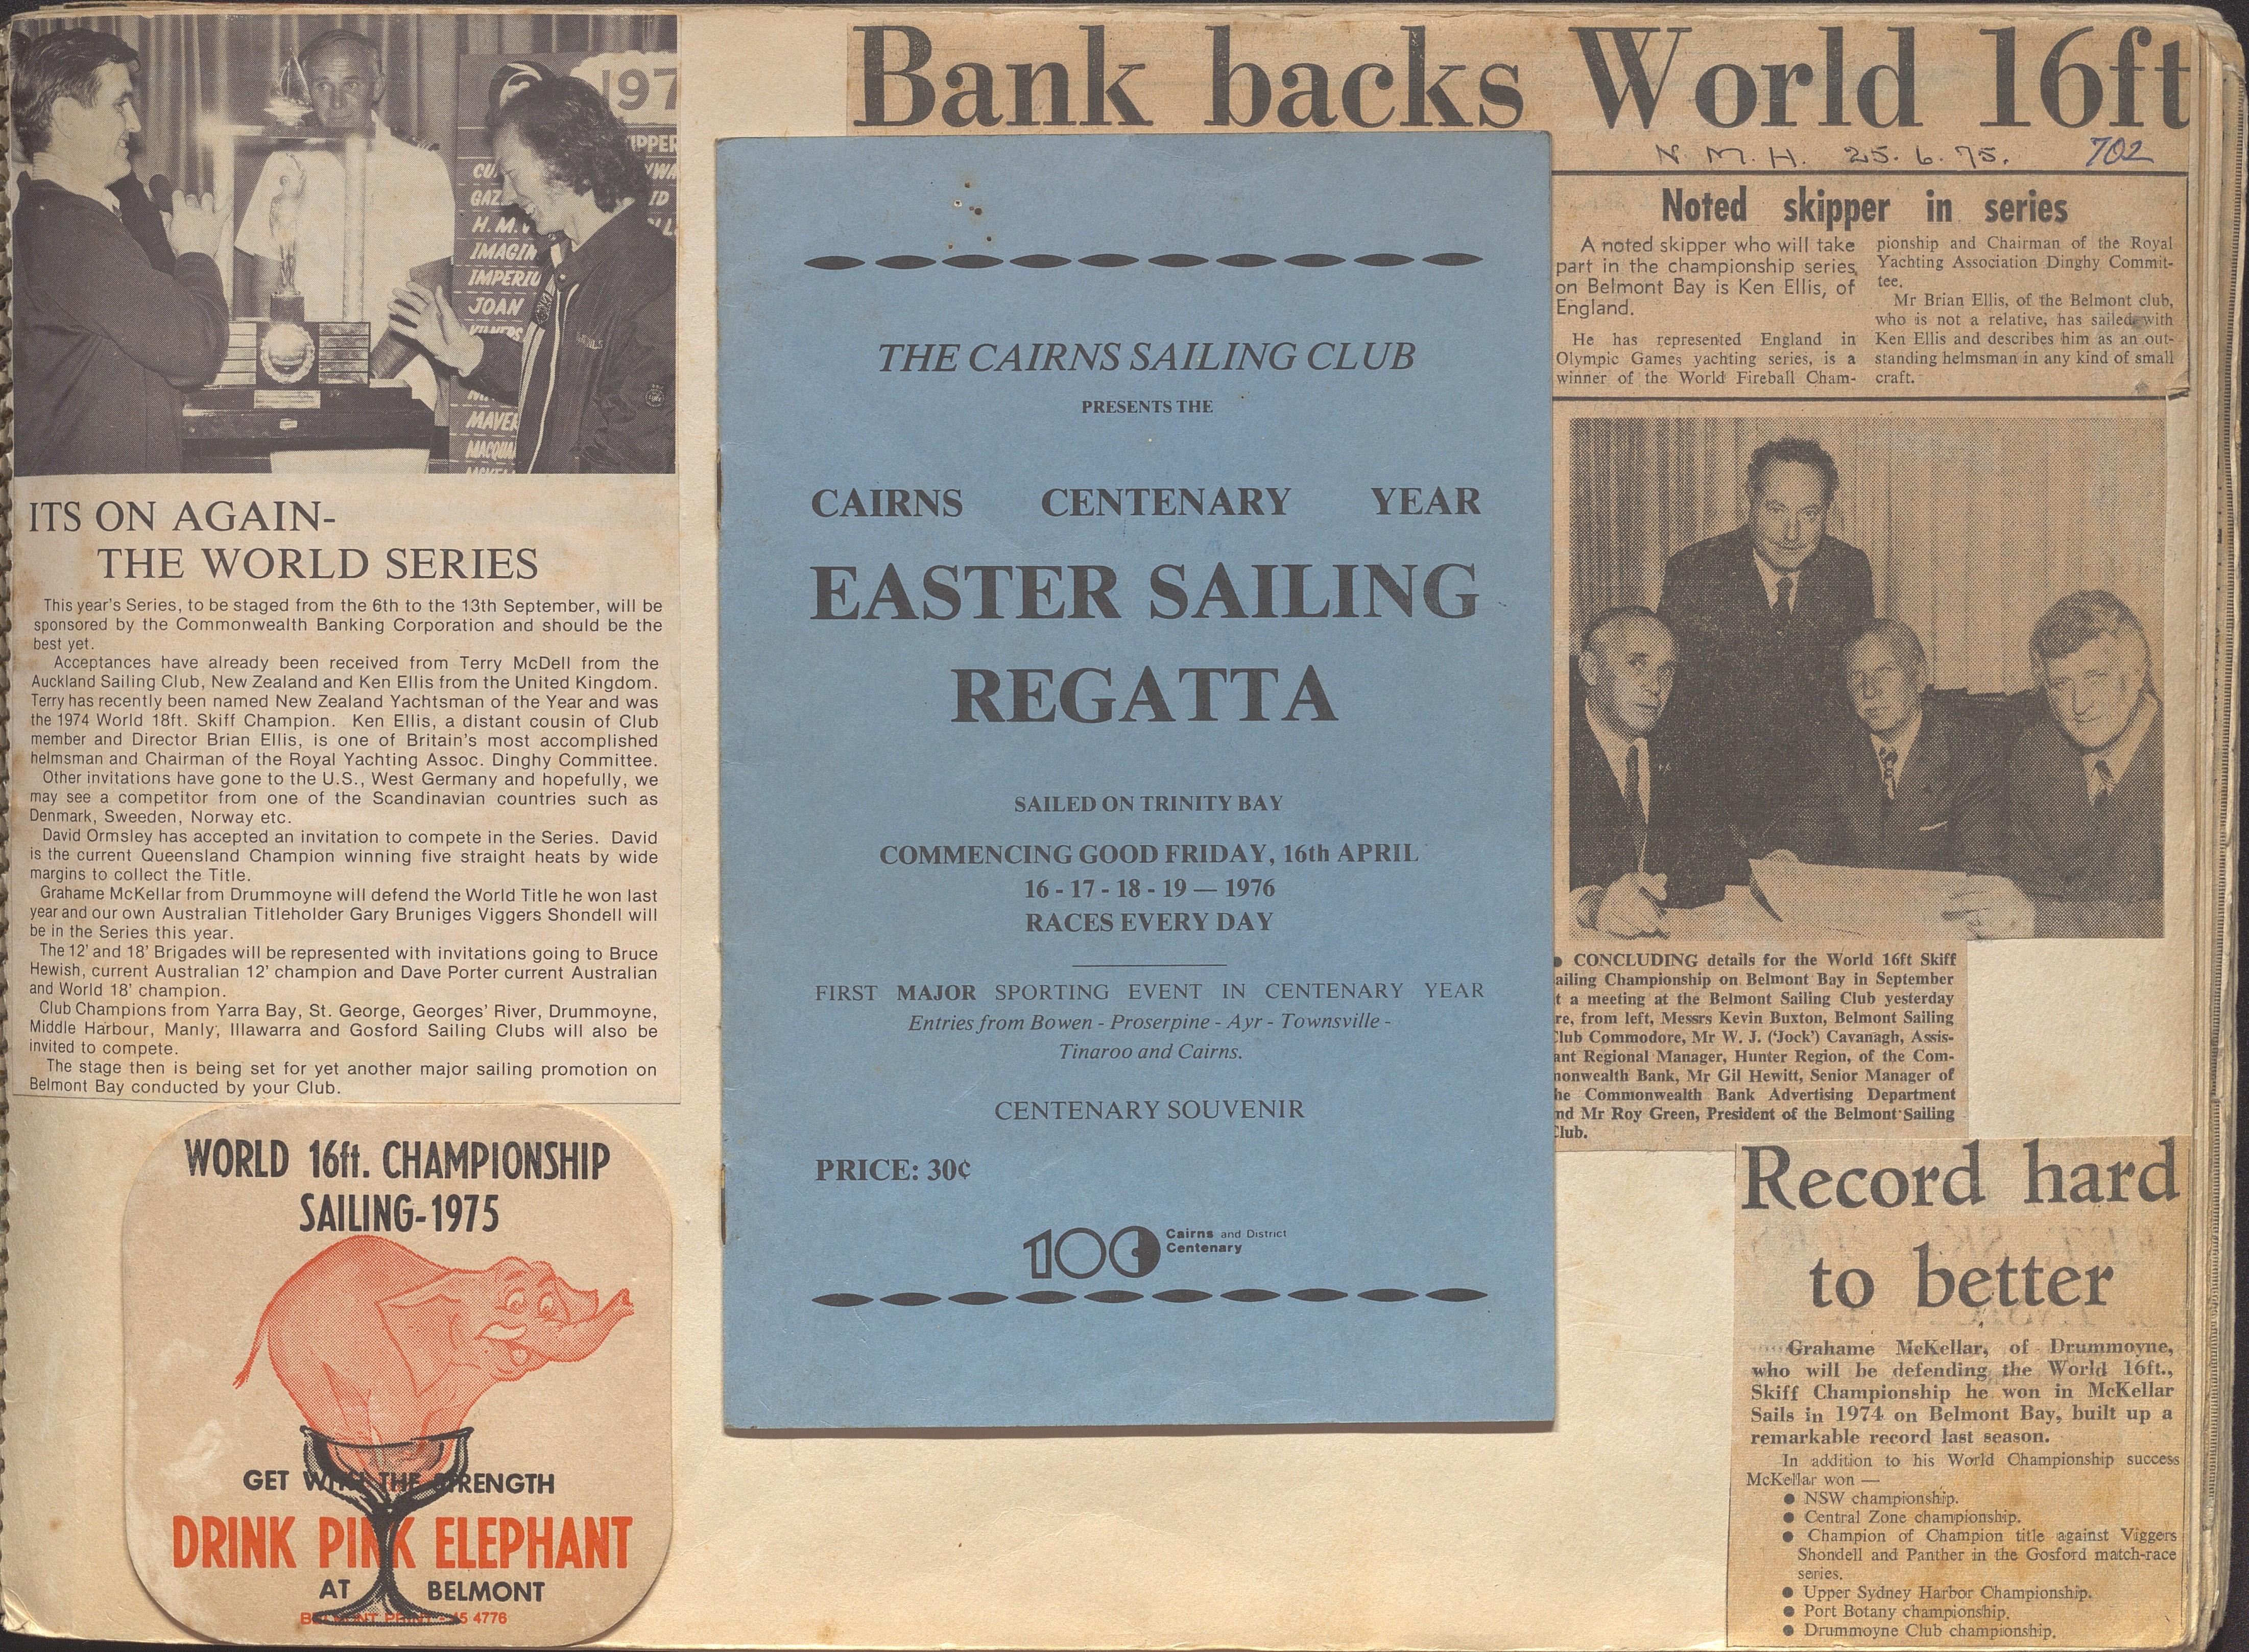 197
IPPER
CU
GAZ
H.M.
IMAGIN
IMPERIU
JOAN
KILNERS
MAVER
MACQUA
ITS ON AGAIN-
THE WORLD SERIES
This year's Series, to be staged from the 6th to the 13th September, will be
sponsored by the Commonwealth Banking Corporation and should be the
best yet.
Acceptances have already been received from Terry McDell from the
Auckland Sailing Club, New Zealand and Ken Ellis from the United Kingdom.
Terry has recently been named New Zealand Yachtsman of the Year and was
the 1974 World 18ft. Skiff Champion. Ken Ellis, a distant cousin of Club
member and Director Brian Ellis, is one of Britain's most accomplished
helmsman and Chairman of the Royal Yachting Assoc. Dinghy Committee.
Other invitations have gone to the U.S., West Germany and hopefully, we
may see a competitor from one of the Scandinavian countries such as
Denmark, Sweeden, Norway etc.
David Ormsley has accepted an invitation to compete in the Series. David
is the current Queensland Champion winning five straight heats by wide
margins to collect the Title.
Grahame McKellar from Drummoyne will defend the World Title he won last
year and our own Australian Titleholder Gary Bruniges Viggers Shondell will
be in the Series this year.
The 12' and 18' Brigades will be represented with invitations going to Bruce
Hewish, current Australian 12' champion and Dave Porter current Australian
and World 18' champion.
Club Champions from Yarra Bay, St. George, Georges' River, Drummoyne,
Middle Harbour, Manly, Illawarra and Gosford Sailing Clubs will also be
invited to compete.
The stage then is being set for yet another major sailing promotion on
Belmont Bay conducted by your Club.
WORLD 16ft. CHAMPIONSHIP
SAILING-1975
GET WITH THE STRENGTH
DRINK PINK ELEPHANT
AT BELMONT
BELMONT PRINT - 45 4776
Bank backs World 16ft
N.M.H. 25.6.75. 702
THE CAIRNS SAILING CLUB
PRESENTS THE
CAIRNS CENTENARY YEAR
EASTER SAILING
REGATTA
SAILED ON TRINITY BAY
COMMENCING GOOD FRIDAY, 16th APRIL
16 - 17 - 18 - 19 — 1976
RACES EVERY DAY
FIRST MAJOR SPORTING EVENT IN CENTENARY YEAR
Entries from Bowen - Proserpine - Ayr - Townsville -
Tinaroo and Cairns.
CENTENARY SOUVENIR
PRICE: 30¢
100 Cairns and District
Centenary
Noted skipper in series
A noted skipper who will take
part in the championship series
on Belmont Bay is Ken Ellis, of
England.
He has represented England in
Olympic Games yachting series, is a
winner of the World Fireball Cham-
pionship and Chairman of the Royal
Yachting Association Dinghy Commit-
tee.
Mr Brian Ellis, of the Belmont club,
who is not a relative, has sailed with
Ken Ellis and describes him as an out-
standing helmsman in any kind of small
craft.
● CONCLUDING details for the World 16ft Skiff
ailing Championship on Belmont Bay in September
t a meeting at the Belmont Sailing Club yesterday
re, from left, Messrs Kevin Buxton, Belmont Sailing
Club Commodore, Mr W. J. ('Jock') Cavanagh, Assis-
ant Regional Manager, Hunter Region, of the Com-
monwealth Bank, Mr Gil Hewitt, Senior Manager of
he Commonwealth Bank Advertising Department
nd Mr Roy Green, President of the Belmont Sailing
Club.
Record hard
to better
Grahame McKellar, of Drummoyne,
who will be defending the World 16ft.,
Skiff Championship he won in McKellar
Sails in 1974 on Belmont Bay, built up a
remarkable record last season.
In addition to his World Championship success
McKellar won —
● NSW championship.
● Central Zone championship.
● Champion of Champion title against Viggers
Shondell and Panther in the Gosford match-race
series.
● Upper Sydney Harbor Championship.
● Port Botany championship.
● Drummoyne Club championship.